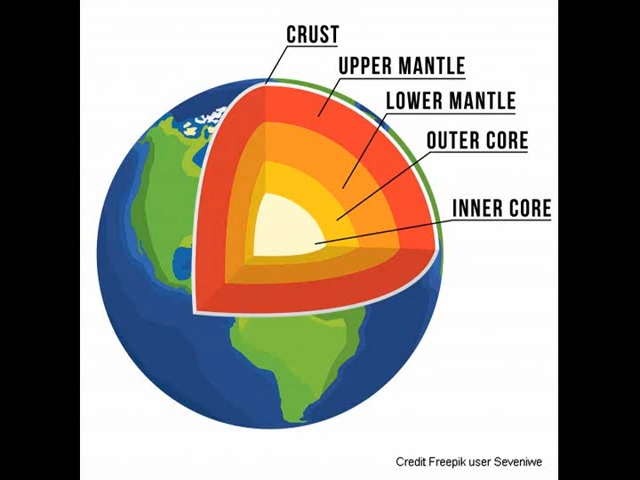 CRUST
UPPER MANTLE
LOWER MANTLE
OUTER CORE
INNER CORE
Credit Freepik user Seveniwe